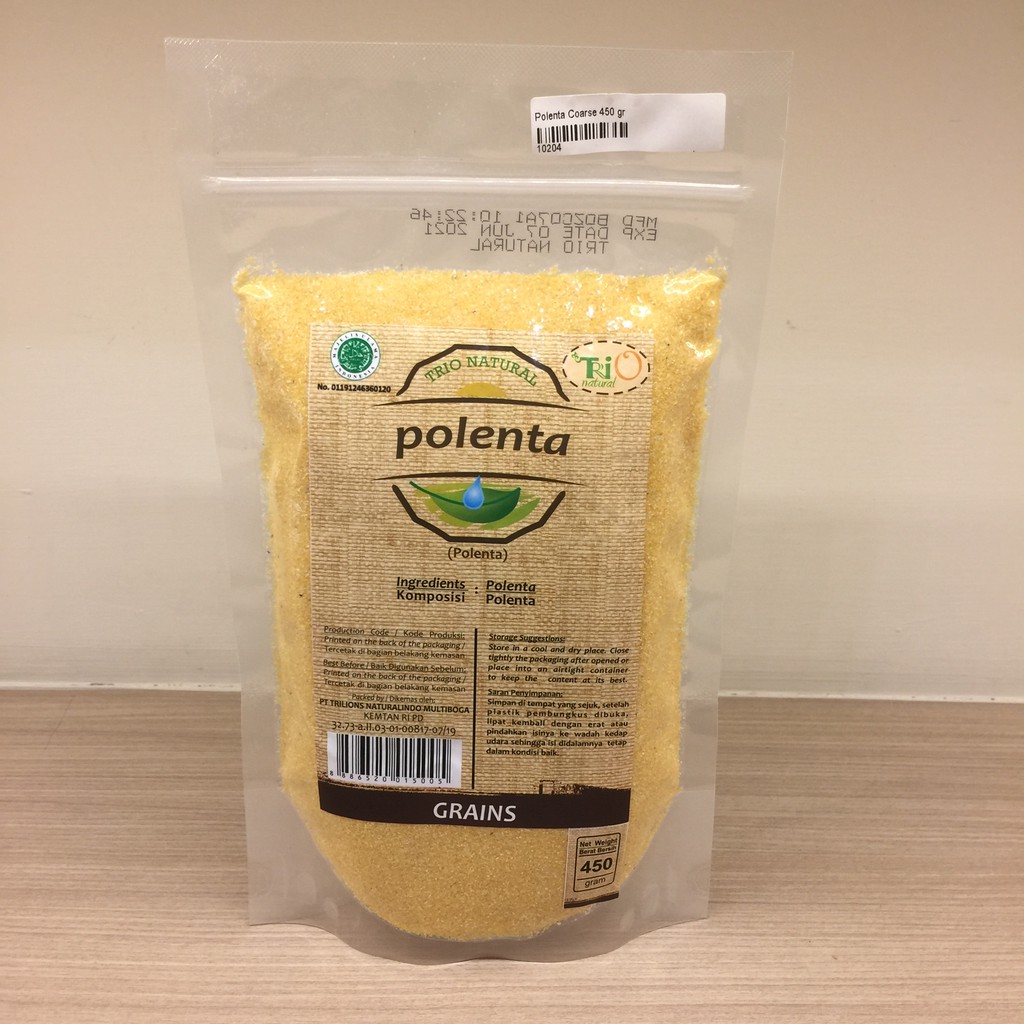 Polenta Coarse 450 gr
10204
MFD BDZC07A1 10:22:46
EXP DATE 07 JUN 2021
TRIO NATURAL
MAJELIS ULAMA INDONESIA
No. 01191246360120
TRIO NATURAL
TRiO
natural
polenta
(Polenta)
Ingredients : Polenta
Komposisi Polenta
Production Code / Kode Produksi:
Printed on the back of the packaging /
Tercetak di bagian belakang kemasan
Best Before / Baik Digunakan Sebelum:
Printed on the back of the packaging /
Tercetak di bagian belakang kemasan
Packed by / Dikemas oleh:
PT TRILIONS NATURALINDO MULTIBOGA
KEMTAN RI PD
32.73-a.II.03-01-00817-07/19
8 886520 015005
Storage Suggestions:
Store in a cool and dry place. Close
tightly the packaging after opened or
place into an airtight container
to keep the content at its best.
Saran Penyimpanan:
Simpan di tempat yang sejuk, setelah
plastik pembungkus dibuka,
lipat kembali dengan erat atau
pindahkan isinya ke wadah kedap
udara sehingga isi didalamnya tetap
dalam kondisi baik.
GRAINS
Net Weight
Berat Bersih
450
gram